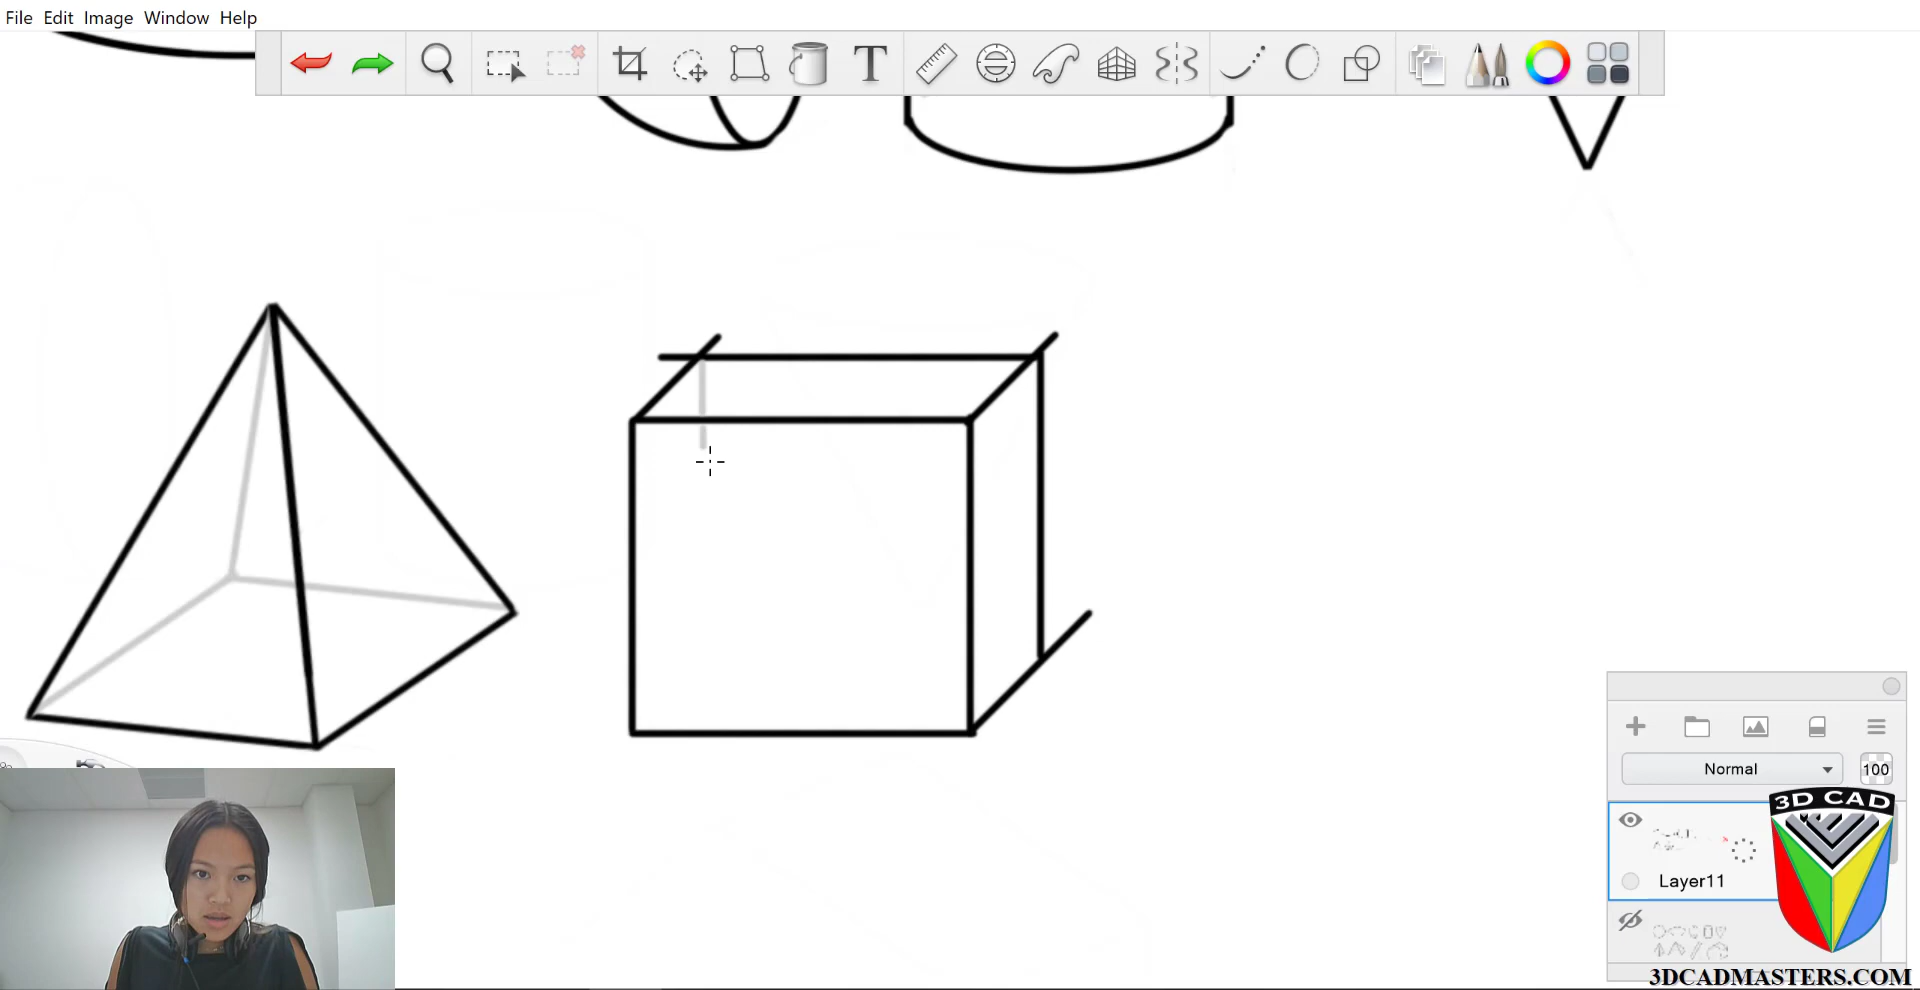 File Edit Image Window Help
T
Normal 100
3D CAD
Layer11
3DCADMASTERS.COM